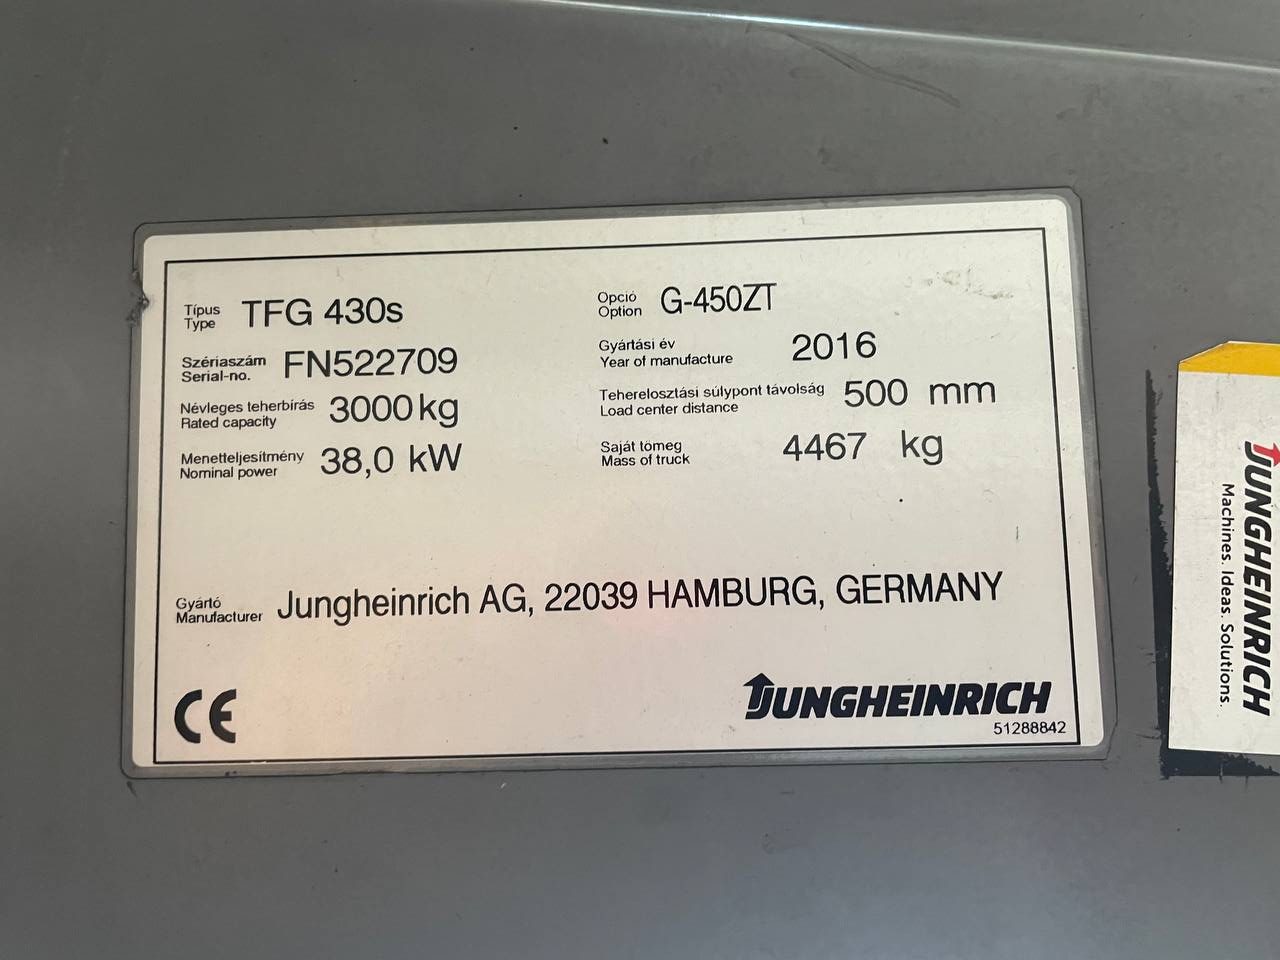 Típus
Type TFG 430s
Opció
Option G-450ZT
Szériaszám
Serial-no. FN522709
Gyártási év
Year of manufacture 2016
Névleges teherbírás
Rated capacity 3000 kg
Teherelosztási súlypont távolság
Load center distance 500 mm
Menetteljesítmény
Nominal power 38,0 kW
Saját tömeg
Mass of truck 4467 kg
Gyártó
Manufacturer Jungheinrich AG, 22039 HAMBURG, GERMANY
CE
JUNGHEINRICH
51288842
JUNGHEINRICH
Machines. Ideas. Solutions.